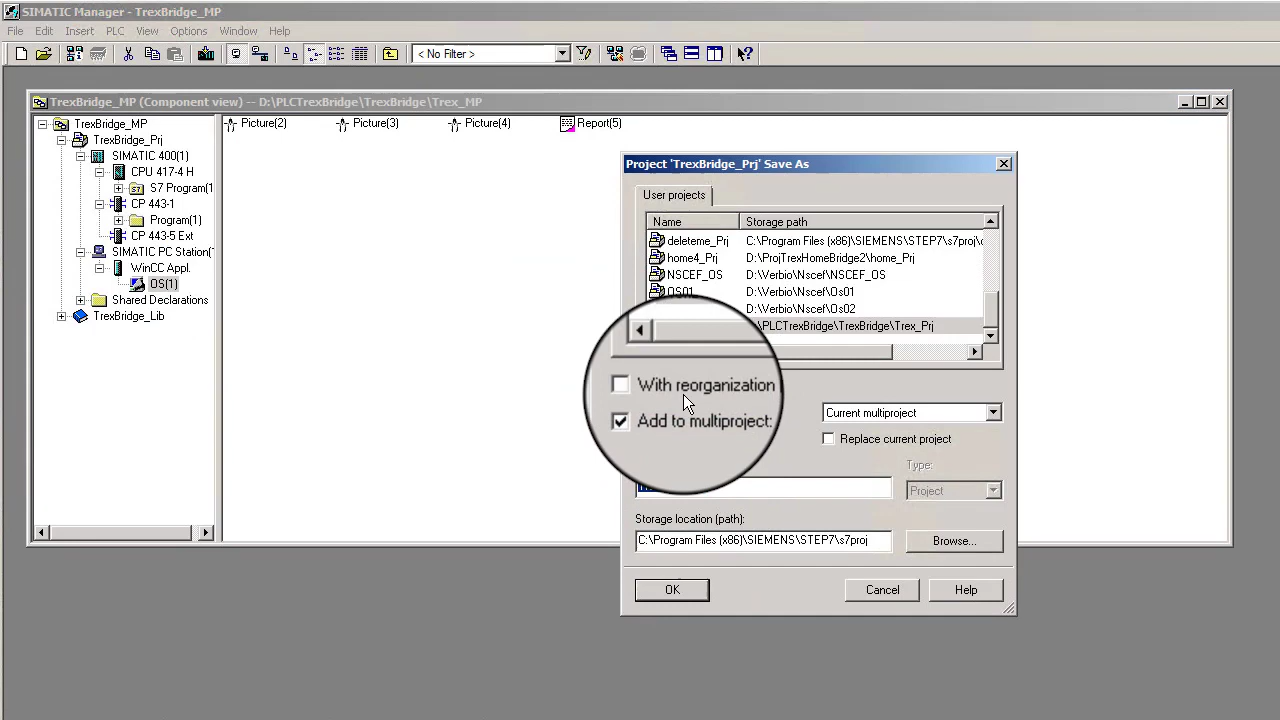 SIMATIC Manager - TrexBridge_MP
File Edit Insert PLC View Options Window Help
< No Filter >
TrexBridge_MP (Component view) -- D:\PLCTrexBridge\TrexBridge\Trex_MP
TrexBridge_MP
TrexBridge_Prj
SIMATIC 400(1)
CPU 417-4 H
S7 Program(1
CP 443-1
Program(1)
CP 443-5 Ext
SIMATIC PC Station(
WinCC Appl.
OS(1)
Shared Declarations
TrexBridge_Lib
Picture(2) Picture(3) Picture(4) Report(5)
Project 'TrexBridge_Prj' Save As
User projects
Name Storage path
deleteme_Prj C:\Program Files (x86)\SIEMENS\STEP7\s7proj\
home4_Prj D:\ProjTrexHomeBridge2\home_Prj
NSCEF_OS D:\Verbio\Nscef\NSCEF_OS
OS01 D:\Verbio\Nscef\Os01
D:\Verbio\Nscef\Os02
\PLCTrexBridge\TrexBridge\Trex_Prj
With reorganization
Add to multiproject:
Current multiproject
Replace current project
Type:
Project
Storage location (path):
C:\Program Files (x86)\SIEMENS\STEP7\s7proj
Browse...
OK Cancel Help